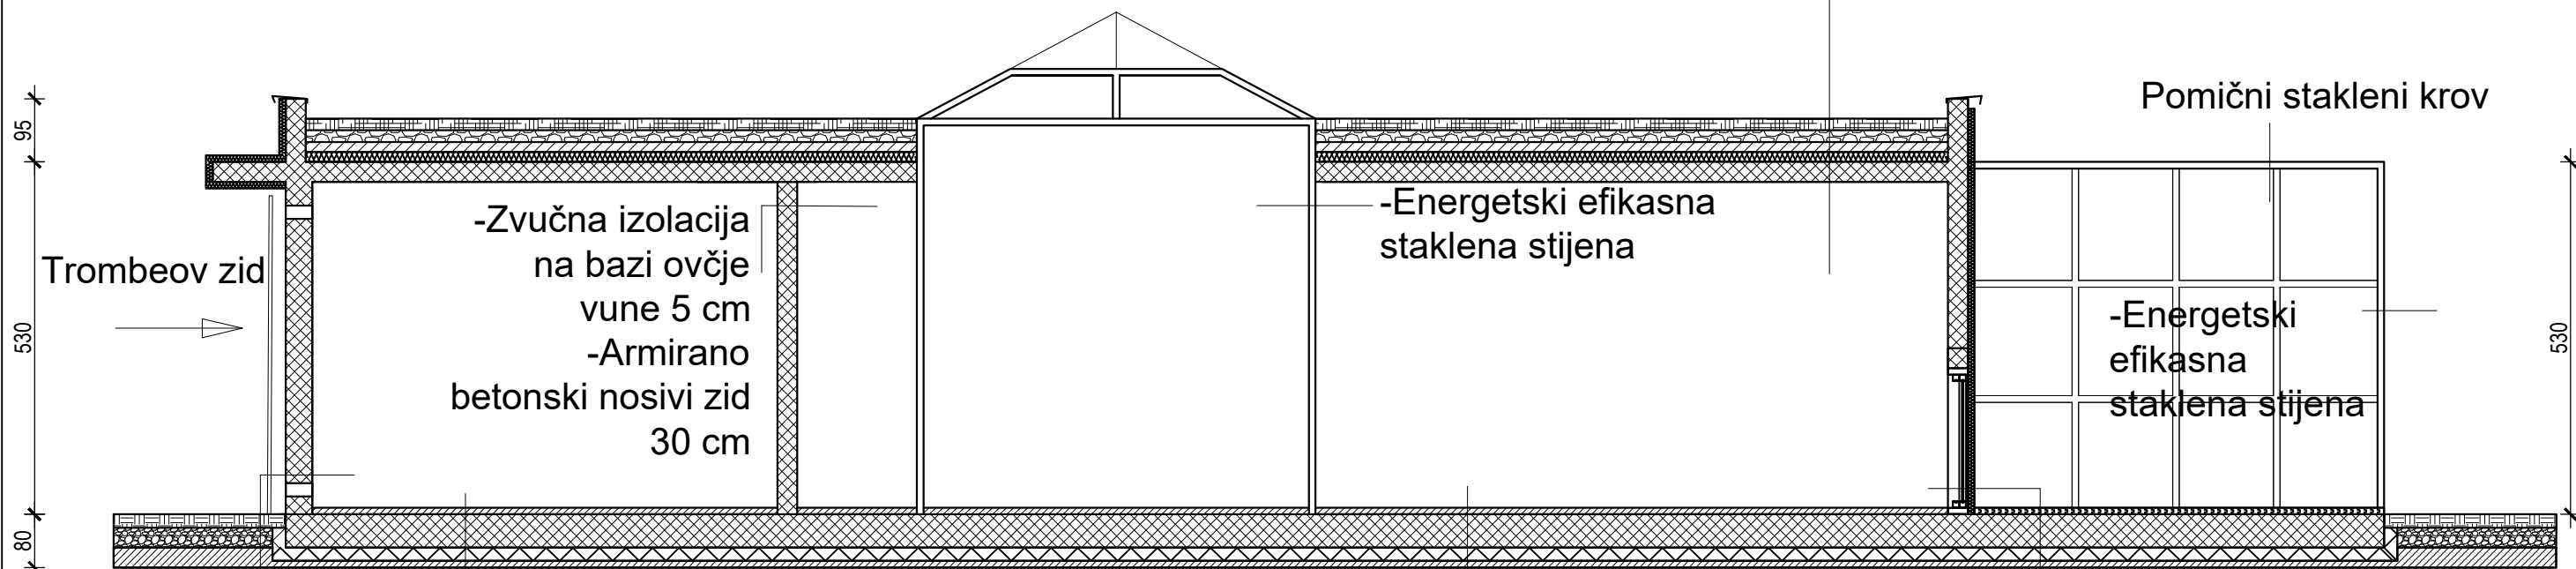 95
530
80
Trombeov zid
-Zvučna izolacija
na bazi ovčje
vune 5 cm
-Armirano
betonski nosivi zid
30 cm
-Energetski efikasna
staklena stijena
Pomični stakleni krov
-Energetski
efikasna
staklena stijena
530